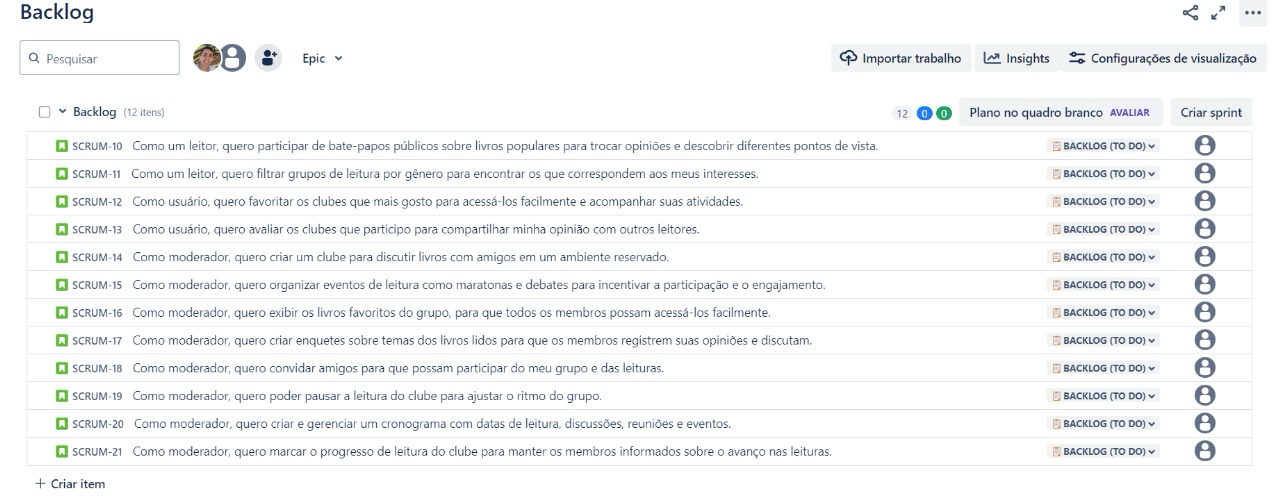 Backlog
Pesquisar
Epic
Importar trabalho
Insights
Configurações de visualização
Backlog (12 itens)
12 0 0
Plano no quadro branco AVALIAR
Criar sprint
SCRUM-10 Como um leitor, quero participar de bate-papos públicos sobre livros populares para trocar opiniões e descobrir diferentes pontos de vista. BACKLOG (TO DO)
SCRUM-11 Como um leitor, quero filtrar grupos de leitura por gênero para encontrar os que correspondem aos meus interesses. BACKLOG (TO DO)
SCRUM-12 Como usuário, quero favoritar os clubes que mais gosto para acessá-los facilmente e acompanhar suas atividades. BACKLOG (TO DO)
SCRUM-13 Como usuário, quero avaliar os clubes que participo para compartilhar minha opinião com outros leitores. BACKLOG (TO DO)
SCRUM-14 Como moderador, quero criar um clube para discutir livros com amigos em um ambiente reservado. BACKLOG (TO DO)
SCRUM-15 Como moderador, quero organizar eventos de leitura como maratonas e debates para incentivar a participação e o engajamento. BACKLOG (TO DO)
SCRUM-16 Como moderador, quero exibir os livros favoritos do grupo, para que todos os membros possam acessá-los facilmente. BACKLOG (TO DO)
SCRUM-17 Como moderador, quero criar enquetes sobre temas dos livros lidos para que os membros registrem suas opiniões e discutam. BACKLOG (TO DO)
SCRUM-18 Como moderador, quero convidar amigos para que possam participar do meu grupo e das leituras. BACKLOG (TO DO)
SCRUM-19 Como moderador, quero poder pausar a leitura do clube para ajustar o ritmo do grupo. BACKLOG (TO DO)
SCRUM-20 Como moderador, quero criar e gerenciar um cronograma com datas de leitura, discussões, reuniões e eventos. BACKLOG (TO DO)
SCRUM-21 Como moderador, quero marcar o progresso de leitura do clube para manter os membros informados sobre o avanço nas leituras. BACKLOG (TO DO)
+ Criar item